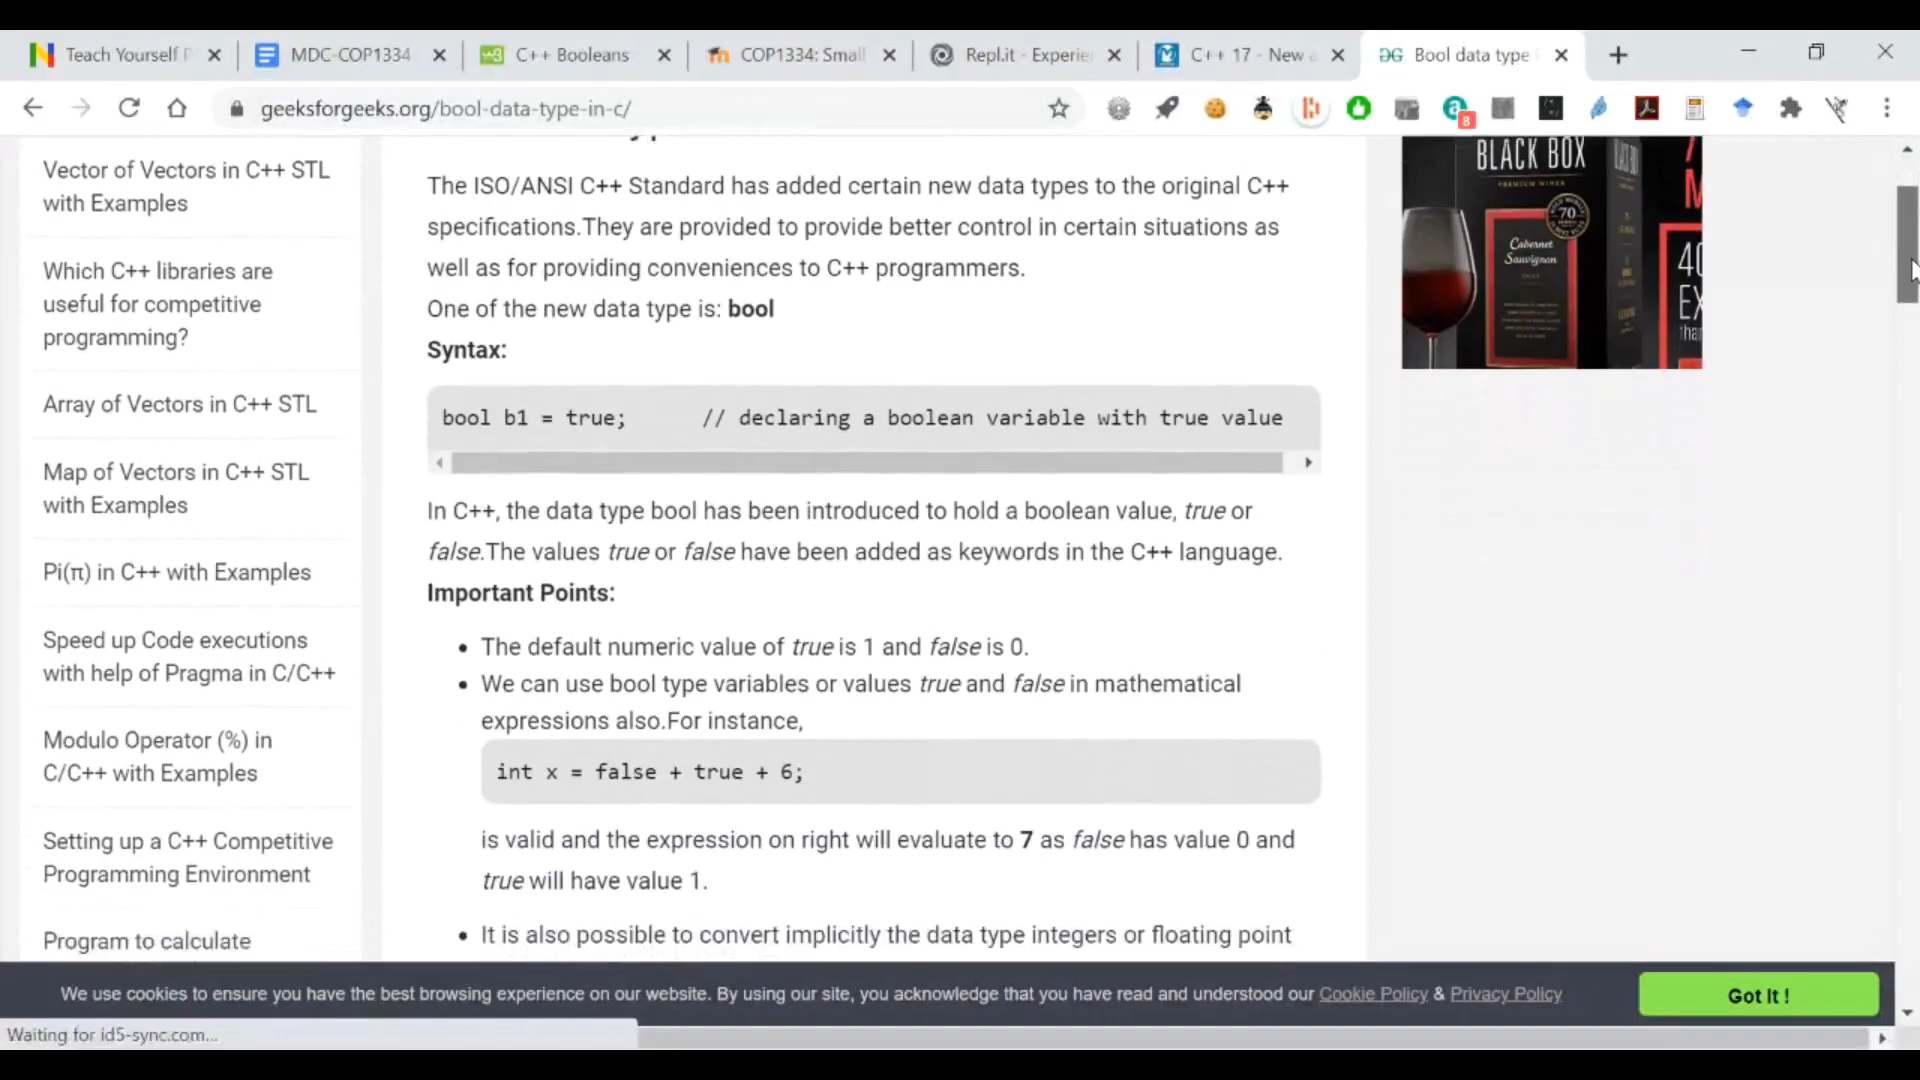 Teach Yourself P
MDC-COP1334
C++ Booleans
COP1334: Small
Repl.it - Experie
C++ 17 - New a
Bool data type
geeksforgeeks.org/bool-data-type-in-c/
8
Vector of Vectors in C++ STL
with Examples
Which C++ libraries are
useful for competitive
programming?
Array of Vectors in C++ STL
Map of Vectors in C++ STL
with Examples
Pi(π) in C++ with Examples
Speed up Code executions
with help of Pragma in C/C++
Modulo Operator (%) in
C/C++ with Examples
Setting up a C++ Competitive
Programming Environment
Program to calculate
The ISO/ANSI C++ Standard has added certain new data types to the original C++
specifications.They are provided to provide better control in certain situations as
well as for providing conveniences to C++ programmers.
One of the new data type is: bool
Syntax:
bool b1 = true;      // declaring a boolean variable with true value
In C++, the data type bool has been introduced to hold a boolean value, true or
false.The values true or false have been added as keywords in the C++ language.
Important Points:
• The default numeric value of true is 1 and false is 0.
• We can use bool type variables or values true and false in mathematical
expressions also.For instance,
int x = false + true + 6;
is valid and the expression on right will evaluate to 7 as false has value 0 and
true will have value 1.
• It is also possible to convert implicitly the data type integers or floating point
BLACK BOX
PREMIUM WINES
70
Cabernet
Sauvignon
40
EX
than
We use cookies to ensure you have the best browsing experience on our website. By using our site, you acknowledge that you have read and understood our Cookie Policy & Privacy Policy
Got It !
Waiting for id5-sync.com...